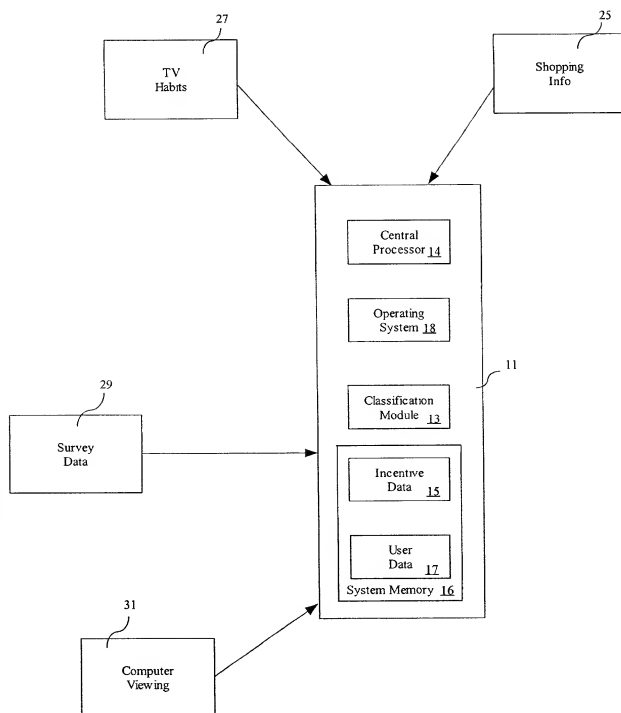 27
TV
Habits
25
Shopping
Info
Central
Processor 14
Operating
System 18
11
Classification
Module 13
29
Survey
Data
Incentive
Data 15
User
Data 17
System Memory 16
31
Computer
Viewing